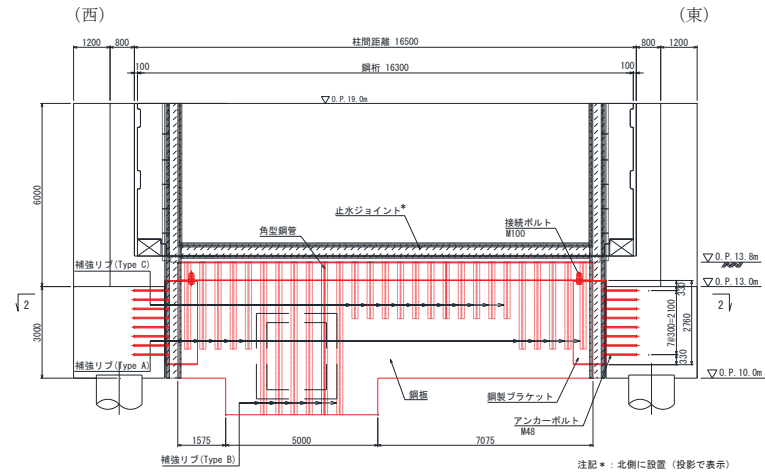 (西)
(東)
1200
800
柱間距離 16500
800
1200
100
鋼桁 16300
100
▽O.P.19.0m
6000
止水ジョイント*
角型鋼管
接続ボルト
M100
補強リブ(Type C)
▽O.P.13.8m
▽O.P.13.0m
2
2
330
3000
7@300=2100
2760
330
補強リブ(Type A)
鋼板
鋼製ブラケット
▽O.P.10.0m
アンカーボルト
M48
1575
5000
7075
補強リブ(Type B)
注記*:北側に設置(投影で表示)